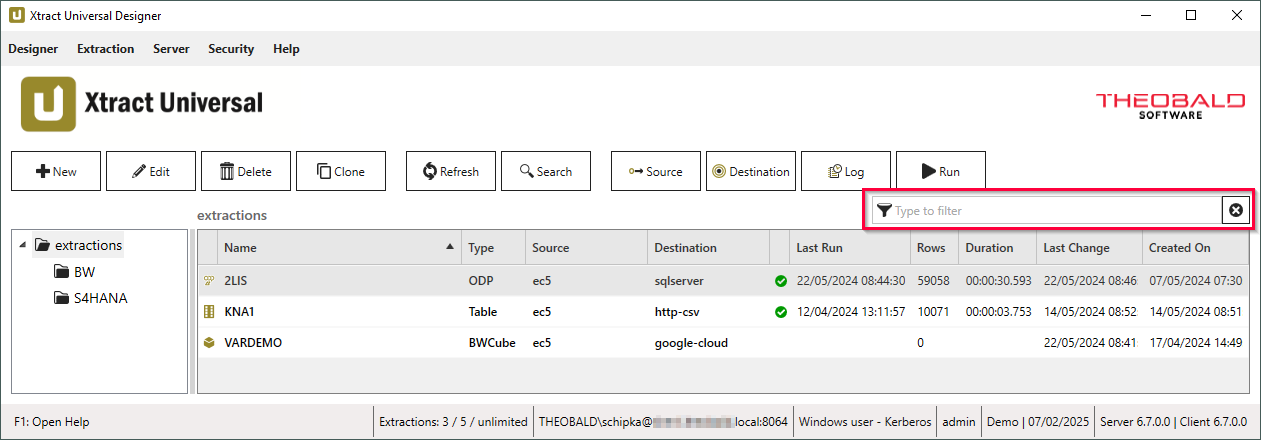 Xtract Universal Designer
Designer Extraction Server Security Help
Xtract Universal
THEOBALD
SOFTWARE
New Edit Delete Clone Refresh Search Source Destination Log Run
extractions
Type to filter
extractions
BW
S4HANA
Name Type Source Destination Last Run Rows Duration Last Change Created On
2LIS ODP ec5 sqlserver 22/05/2024 08:44:30 59058 00:00:30.593 22/05/2024 08:46 07/05/2024 07:30
KNA1 Table ec5 http-csv 12/04/2024 13:11:57 10071 00:00:03.753 14/05/2024 08:52 14/05/2024 08:51
VARDEMO BWCube ec5 google-cloud 0 22/05/2024 08:41 17/04/2024 14:49
F1: Open Help Extractions: 3 / 5 / unlimited THEOBALD\schipka@ local:8064 Windows user - Kerberos admin Demo | 07/02/2025 Server 6.7.0.0 | Client 6.7.0.0